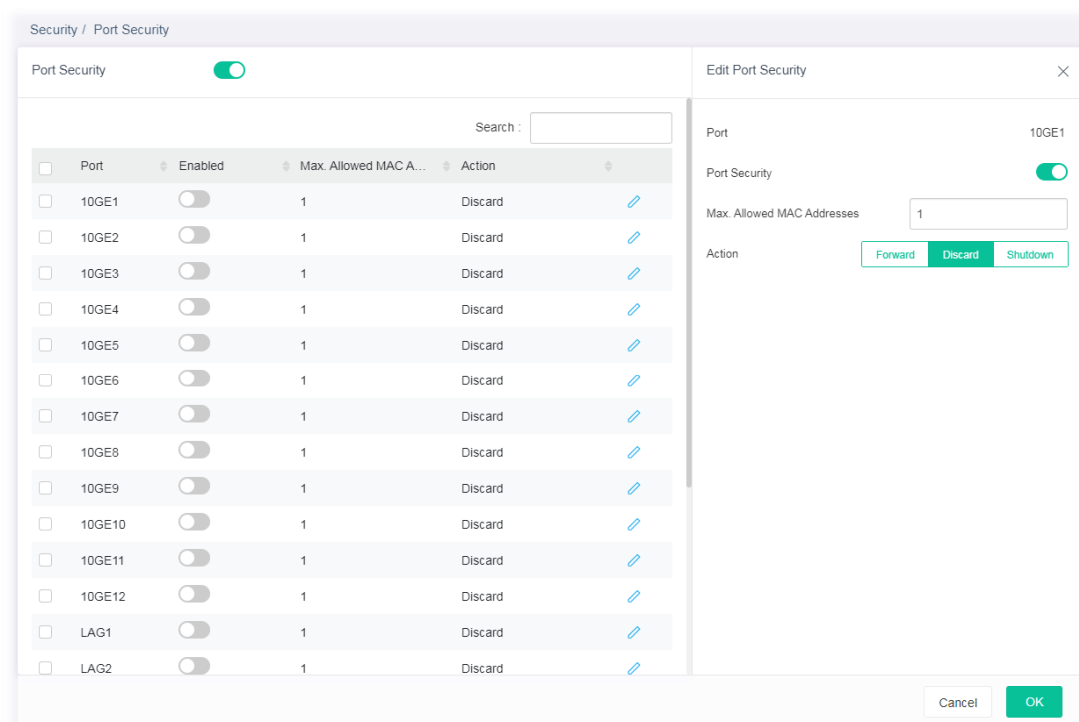 Security / Port Security
Port Security
Search :
Port Enabled Max. Allowed MAC A... Action
10GE1 1 Discard
10GE2 1 Discard
10GE3 1 Discard
10GE4 1 Discard
10GE5 1 Discard
10GE6 1 Discard
10GE7 1 Discard
10GE8 1 Discard
10GE9 1 Discard
10GE10 1 Discard
10GE11 1 Discard
10GE12 1 Discard
LAG1 1 Discard
LAG2 1 Discard
Edit Port Security
Port 10GE1
Port Security
Max. Allowed MAC Addresses 1
Action Forward Discard Shutdown
Cancel OK